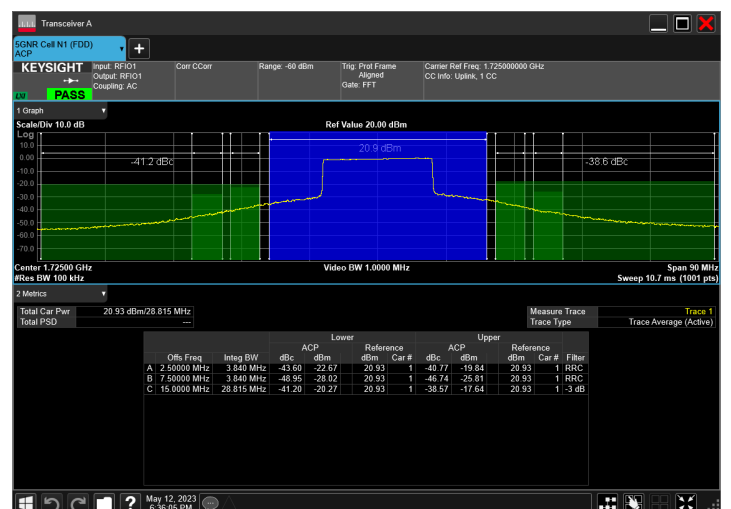 Transceiver A
5GNR Cell N1 (FDD)
ACP
KEYSIGHT
LXI
PASS
Input: RFIO1
Output: RFIO1
Coupling: AC
Corr CCorr
Range: -60 dBm
Trig: Prot Frame
Aligned
Gate: FFT
Carrier Ref Freq: 1.725000000 GHz
CC Info: Uplink, 1 CC
1 Graph
Scale/Div 10.0 dB
Ref Value 20.00 dBm
Log
10.0
0.00
-10.0
-20.0
-30.0
-40.0
-50.0
-60.0
-70.0
-41.2 dBc
20.9 dBm
-38.6 dBc
Center 1.72500 GHz
#Res BW 100 kHz
Video BW 1.0000 MHz
Span 90 MHz
Sweep 10.7 ms (1001 pts)
2 Metrics
Total Car Pwr 20.93 dBm/28.815 MHz
Total PSD ---
Measure Trace Trace 1
Trace Type Trace Average (Active)
Lower Upper
ACP Reference ACP Reference
Offs Freq Integ BW dBc dBm dBm Car # dBc dBm dBm Car # Filter
A 2.50000 MHz 3.840 MHz -43.60 -22.67 20.93 1 -40.77 -19.84 20.93 1 RRC
B 7.50000 MHz 3.840 MHz -48.95 -28.02 20.93 1 -46.74 -25.81 20.93 1 RRC
C 15.0000 MHz 28.815 MHz -41.20 -20.27 20.93 1 -38.57 -17.64 20.93 1 -3 dB
?
May 12, 2023
6:36:05 PM